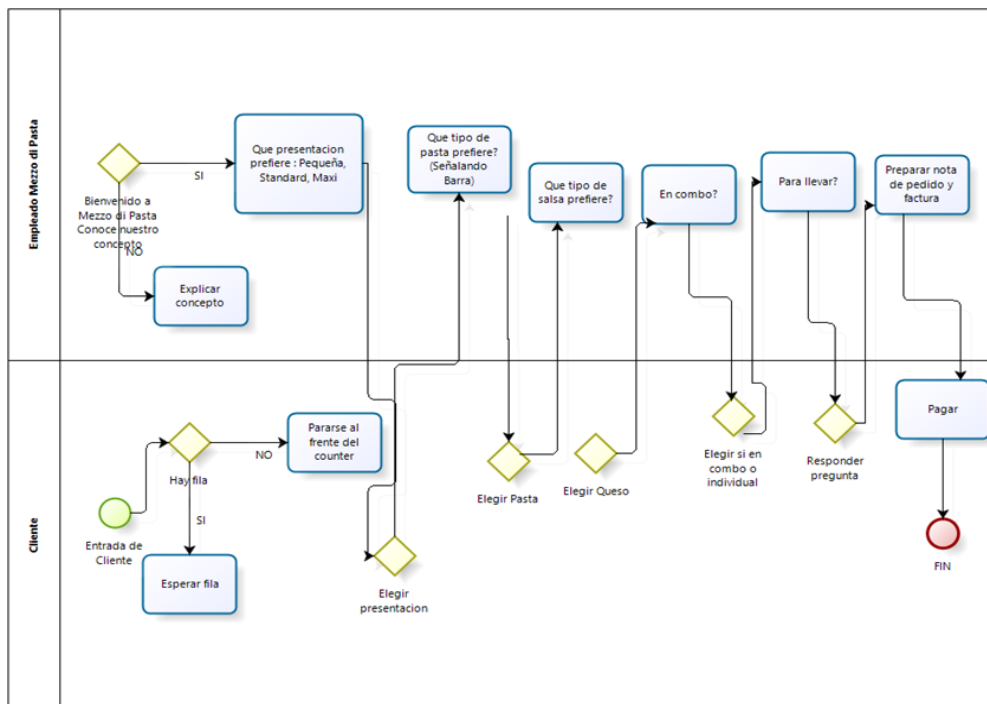 Empleado Mezzo di Pasta
Bienvenido a
Mezzo di Pasta
Conoce nuestro
concepto
SI
NO
Explicar
concepto
Que presentacion
prefiere : Pequeña,
Standard, Maxi
Que tipo de
pasta prefiere?
(Señalando
Barra)
Que tipo de
salsa prefiere?
En combo?
Para llevar?
Preparar nota
de pedido y
factura
Cliente
Entrada de
Cliente
Hay fila
NO
SI
Pararse al
frente del
counter
Esperar fila
Elegir
presentacion
Elegir Pasta
Elegir Queso
Elegir si en
combo o
individual
Responder
pregunta
Pagar
FIN